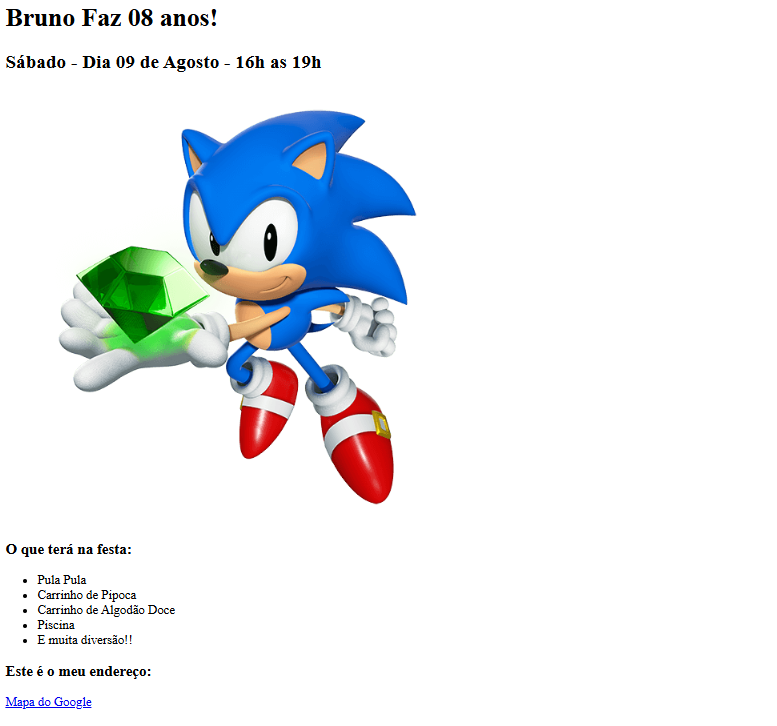 Bruno Faz 08 anos!
Sábado - Dia 09 de Agosto - 16h as 19h
O que terá na festa:
Pula Pula
Carrinho de Pipoca
Carrinho de Algodão Doce
Piscina
E muita diversão!!
Este é o meu endereço:
Mapa do Google